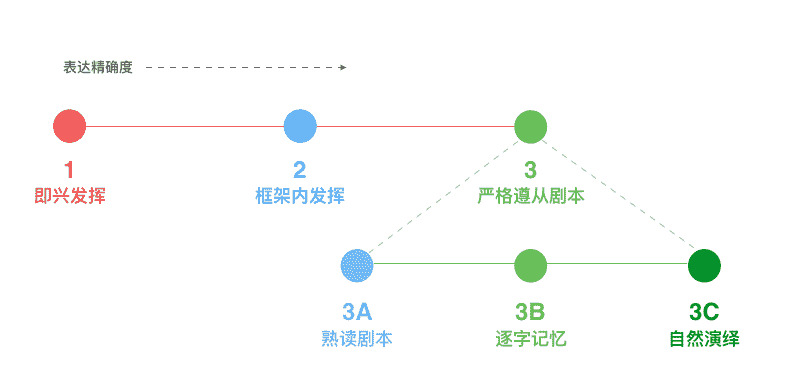 表达精确度
1
2
3
即兴发挥
框架内发挥
严格遵从剧本
3A
3B
3C
熟读剧本
逐字记忆
自然演绎